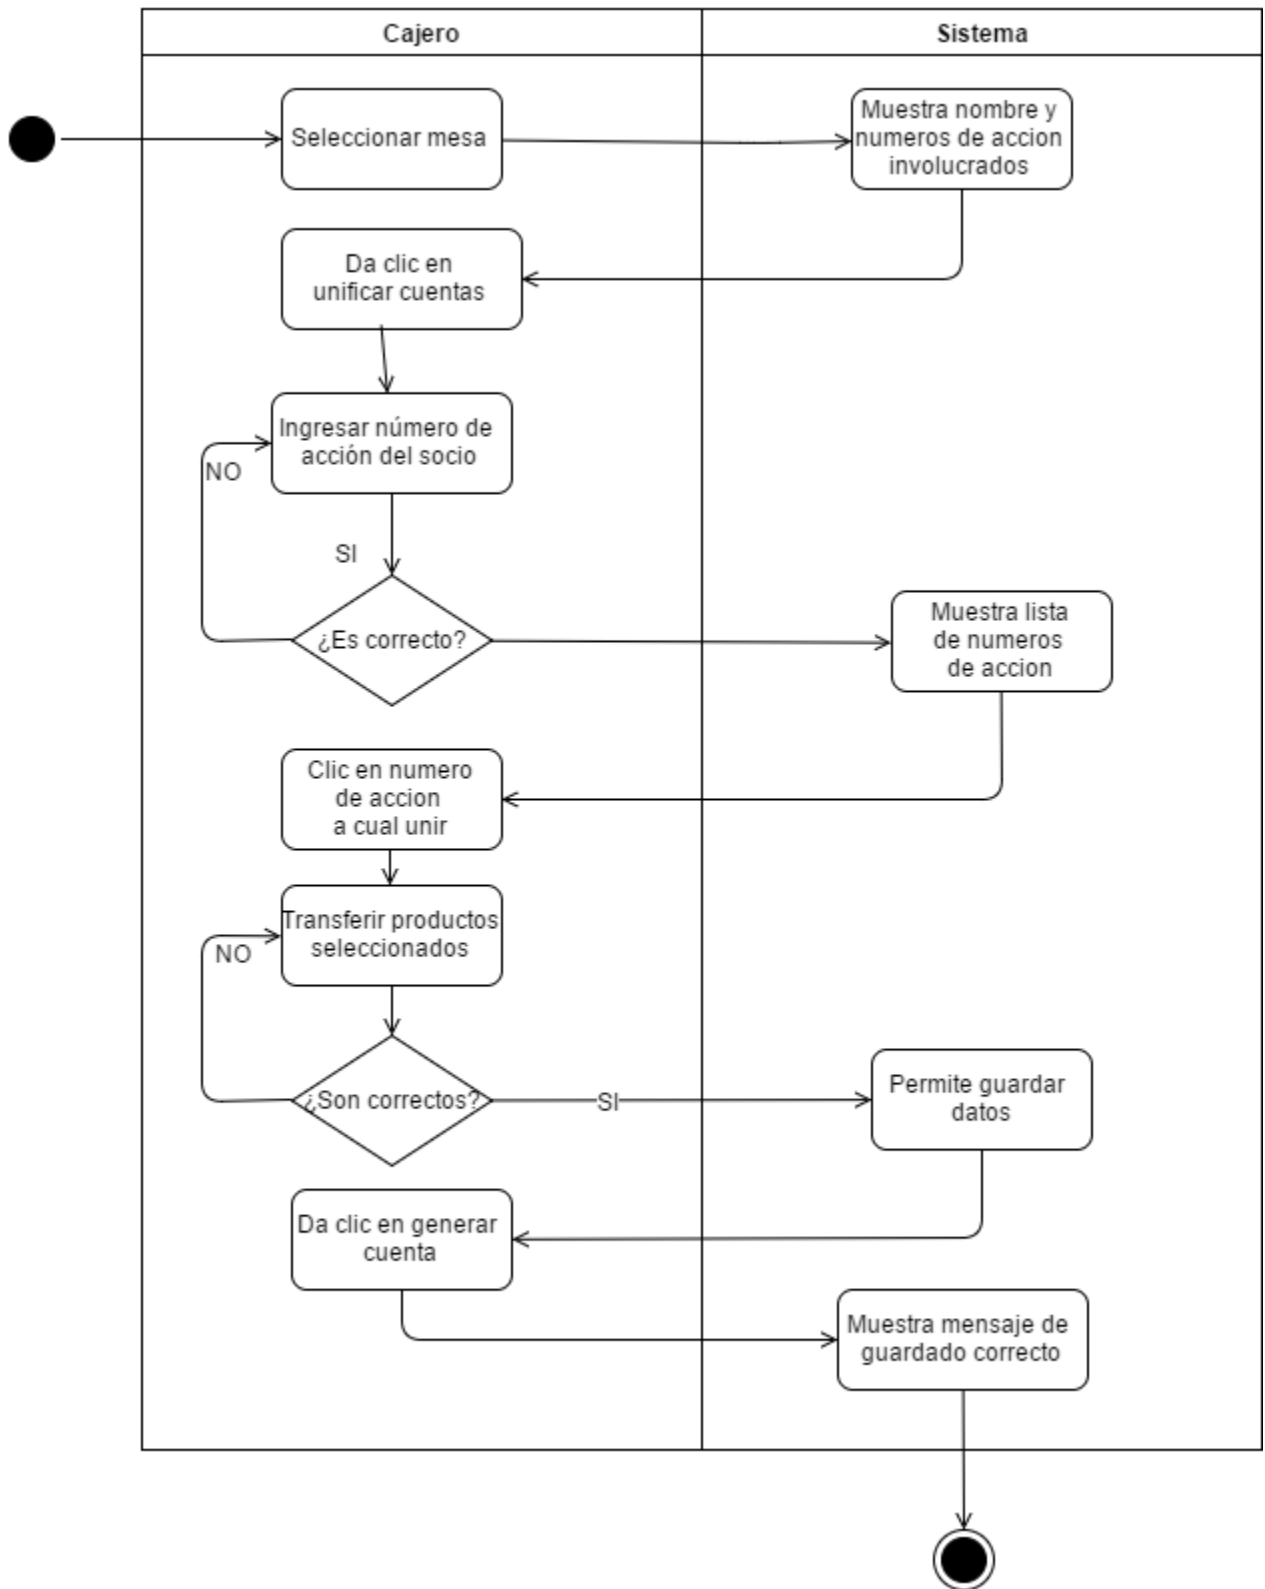 Cajero
Sistema
Seleccionar mesa
Muestra nombre y
numeros de accion
involucrados
Da clic en
unificar cuentas
Ingresar número de
acción del socio
NO
SI
¿Es correcto?
Muestra lista
de numeros
de accion
Clic en numero
de accion
a cual unir
Transferir productos
seleccionados
NO
¿Son correctos?
SI
Permite guardar
datos
Da clic en generar
cuenta
Muestra mensaje de
guardado correcto